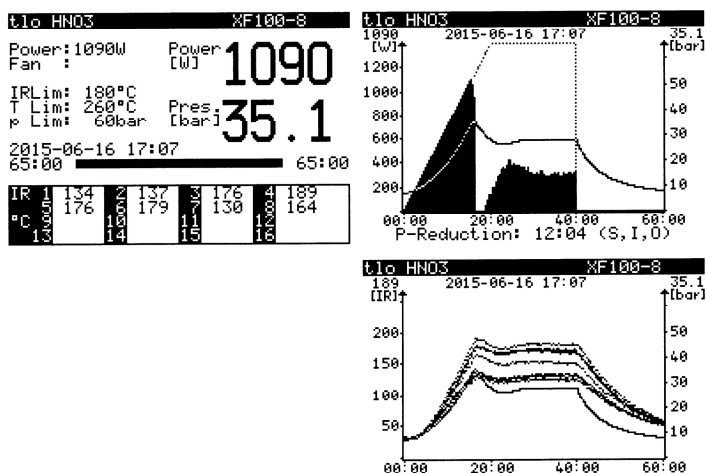 tlo HNO3 XF100-8
Power:1090W Power 1090
Fan : [W]
IRLim: 180°C
T Lim: 260°C Pres. 35.1
p Lim: 60bar [bar]
2015-06-16 17:07
65:00 65:00
IR 1 134 2 137 3 176 4 189
5 176 6 179 7 130 8 164
°C 9 10 11 12
13 14 15 16
tlo HNO3 XF100-8
1090 2015-06-16 17:07 35.1
[W] [bar]
1200
1000 50
800 40
600 30
400 20
200 10
00:00 20:00 40:00 60:00
P-Reduction: 12:04 (S,I,O)
tlo HNO3 XF100-8
189 2015-06-16 17:07 35.1
[IR] [bar]
200 50
150 40
100 30
50 20
10
00:00 20:00 40:00 60:00